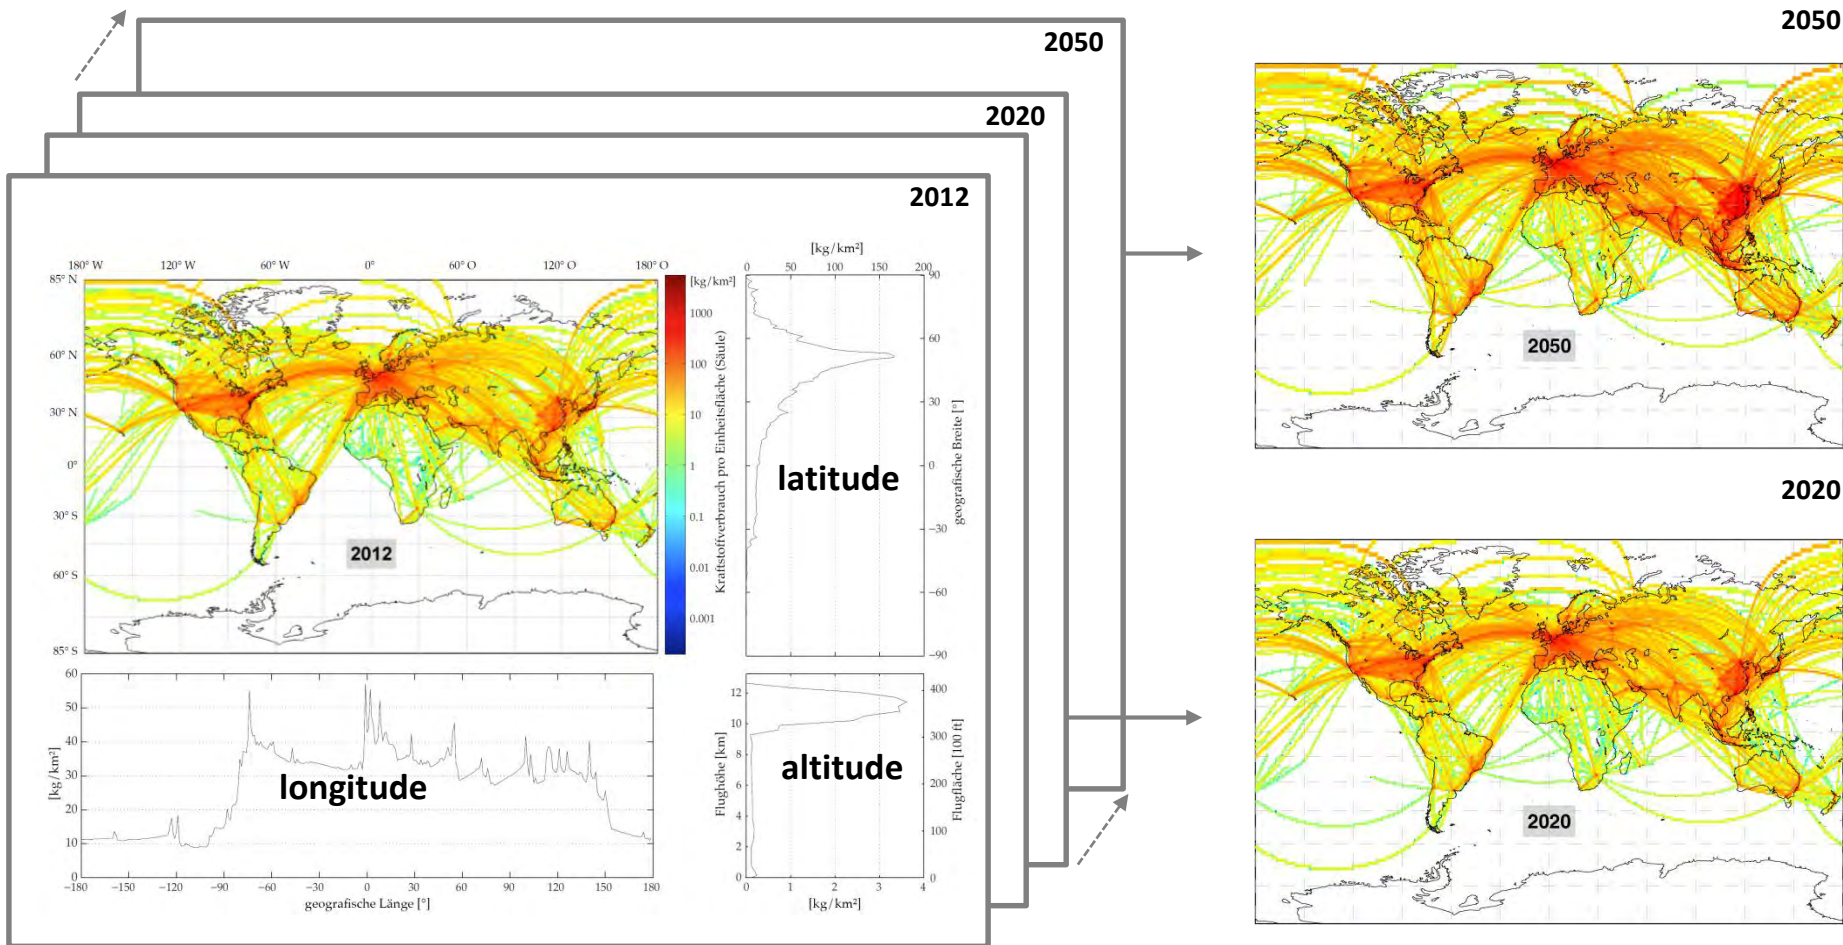 2050
2020
2012
180° W
120° W
60° W
0°
60° O
120° O
180° O
85° N
60° N
30° N
0°
30° S
60° S
85° S
2012
[kg/km²]
1000
100
10
1
0.1
0.01
0.001
Kraftstoffverbrauch pro Einheitsfläche (Säule)
[kg/km²]
0
50
100
150
200
90
60
30
0
−30
−60
−90
geografische Breite [°]
latitude
60
50
40
30
20
10
0
[kg/km²]
longitude
−180
−150
−120
−90
−60
−30
0
30
60
90
120
150
180
geografische Länge [°]
12
10
8
6
4
2
0
Flughöhe [km]
altitude
400
300
200
100
0
Flugfläche [100 ft]
0
1
2
3
4
[kg/km²]
2050
2050
2020
2020